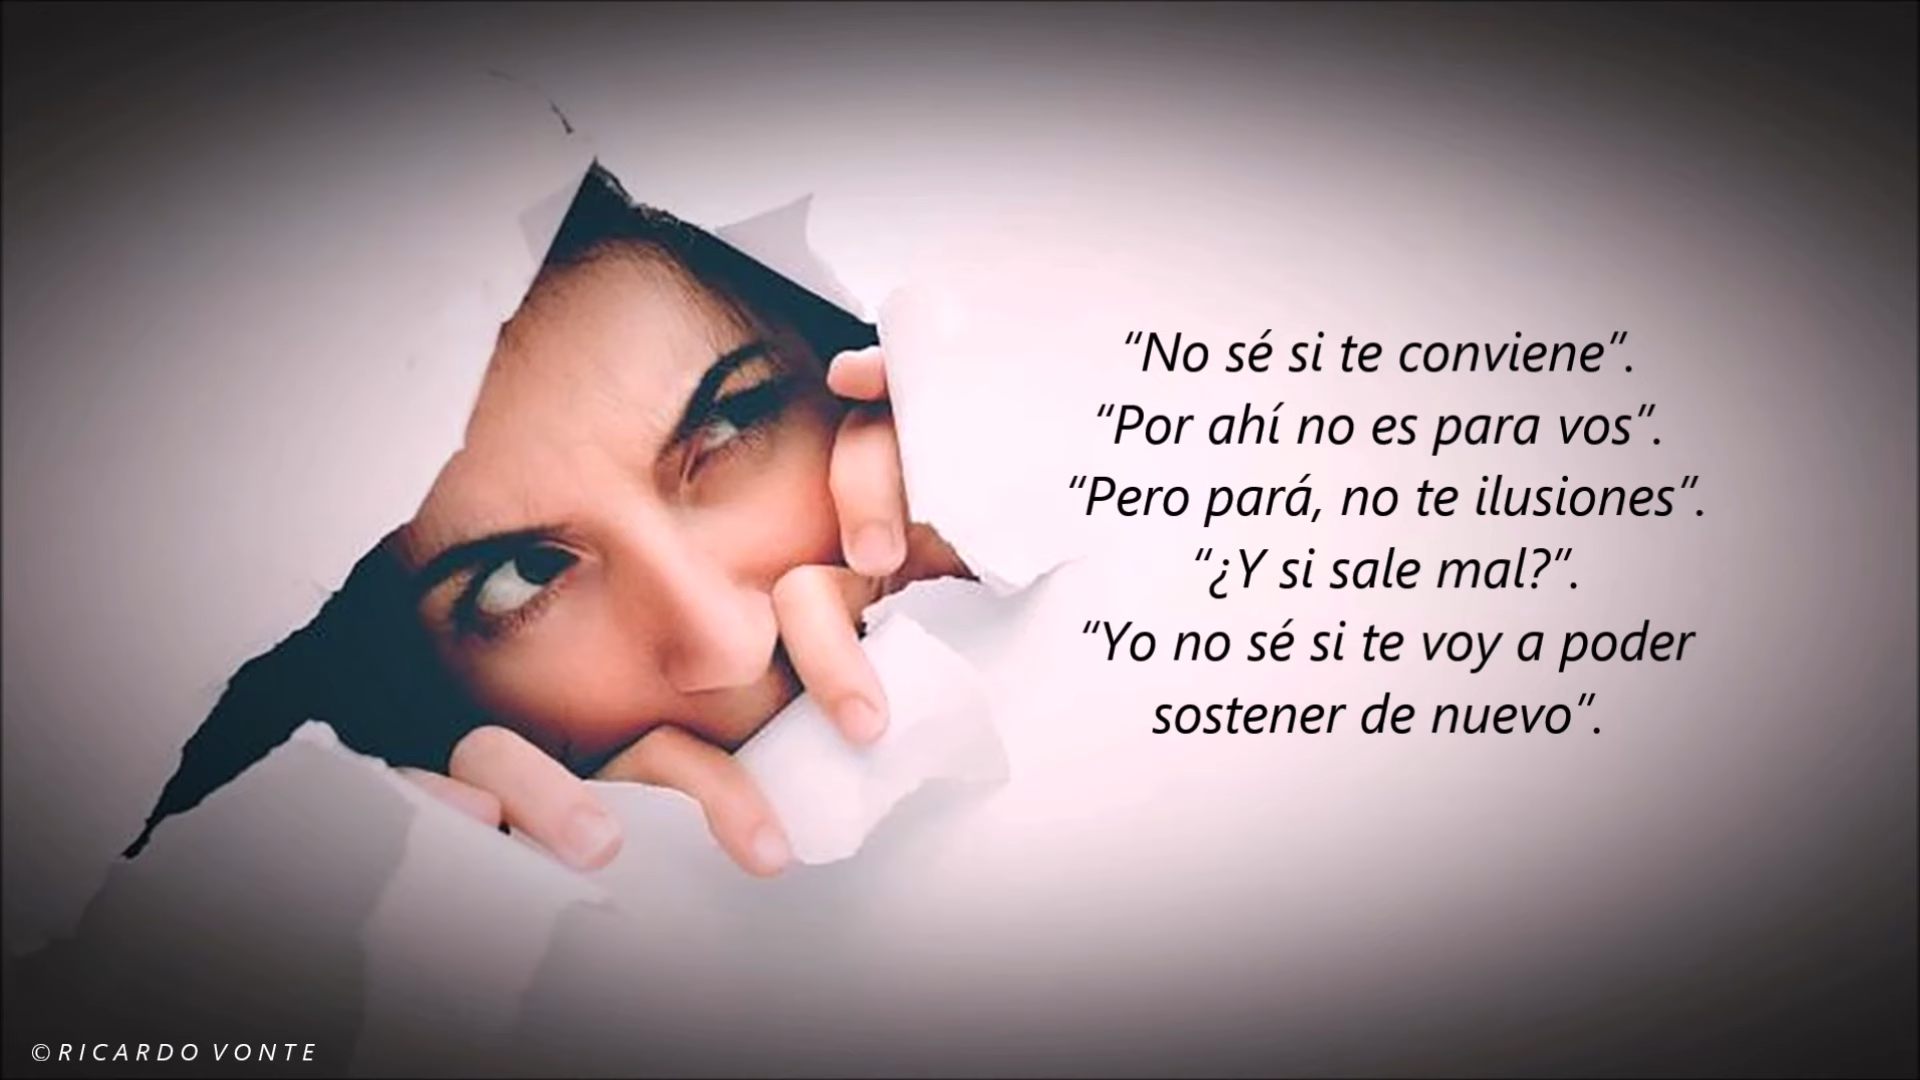 “No sé si te conviene”.
“Por ahí no es para vos”.
“Pero pará, no te ilusiones”.
“¿Y si sale mal?”.
“Yo no sé si te voy a poder
sostener de nuevo”.
©RICARDO VONTE